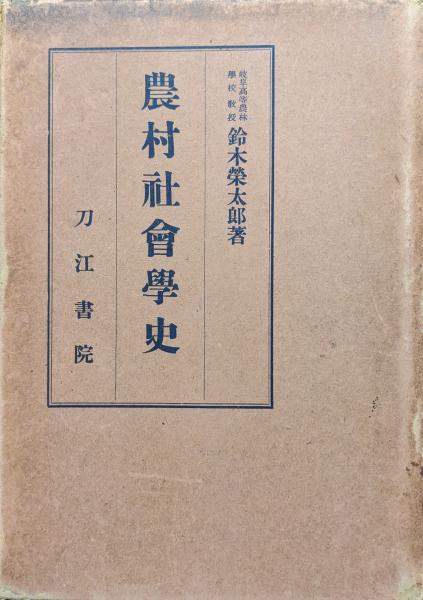 岐阜高等農林
學校教授
鈴木榮太郎著
農村社會學史
刀江書院